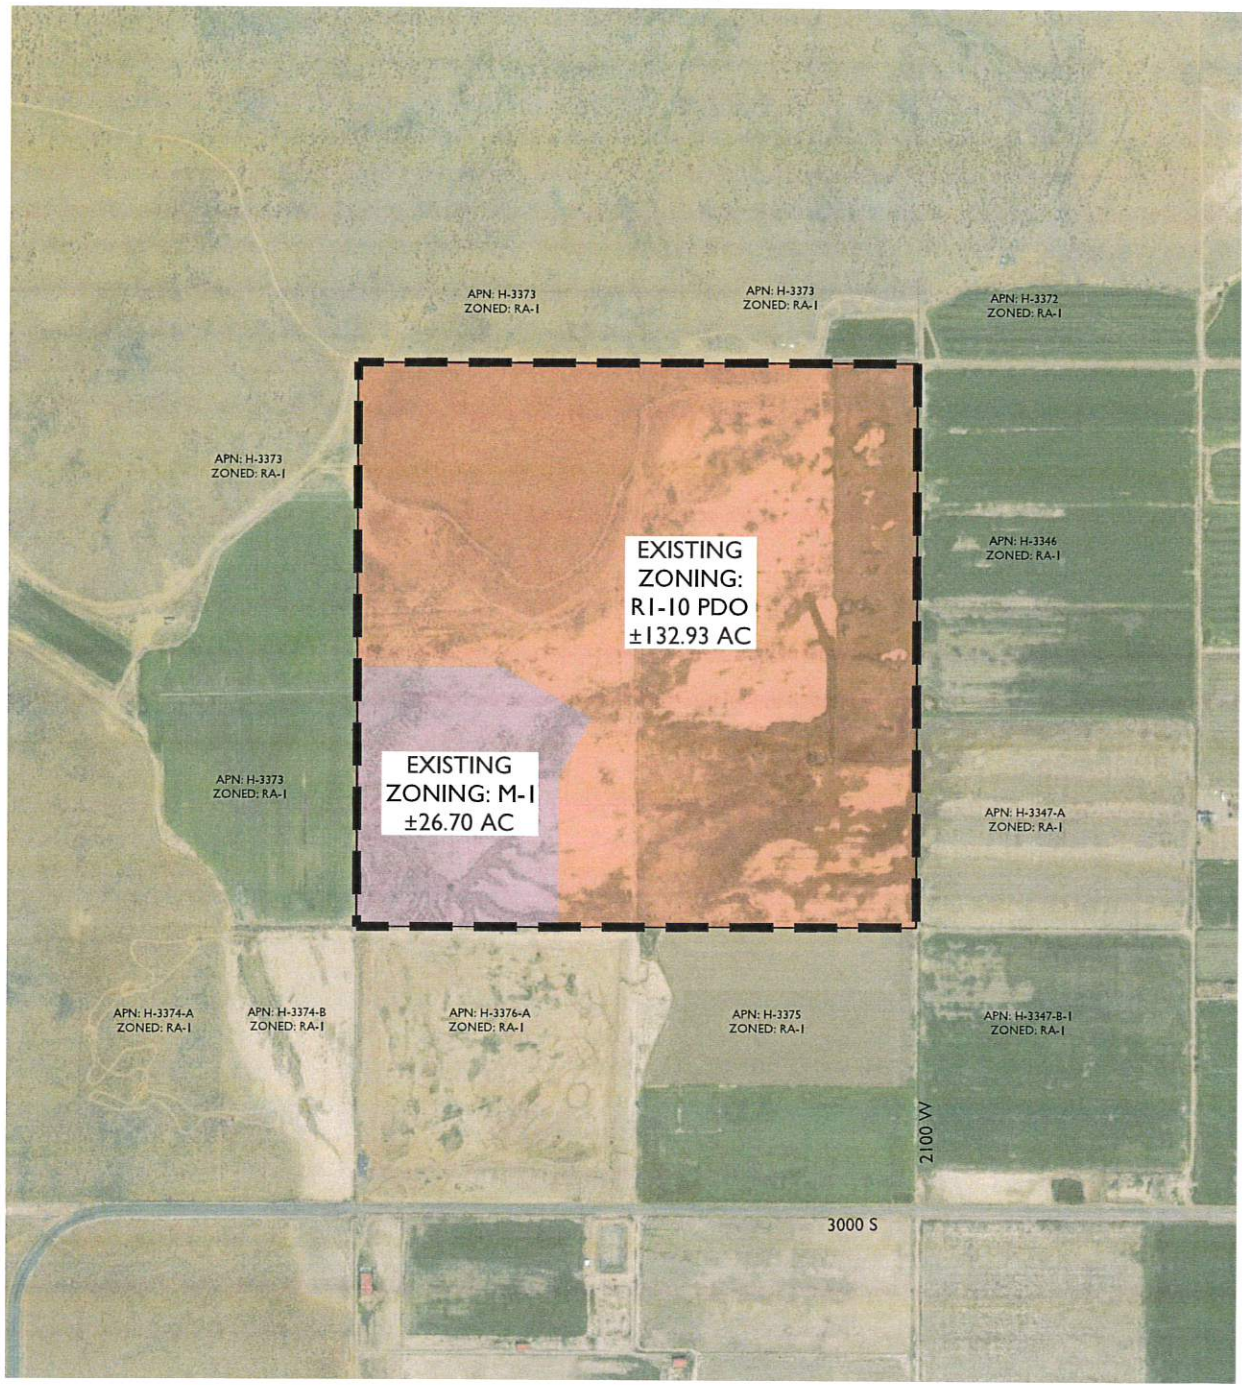 APN: H-3373
ZONED: RA-1
APN: H-3373
ZONED: RA-1
APN: H-3372
ZONED: RA-1
APN: H-3373
ZONED: RA-1
EXISTING
ZONING:
R1-10 PDO
±132.93 AC
APN: H-3346
ZONED: RA-1
EXISTING
ZONING: M-1
±26.70 AC
APN: H-3373
ZONED: RA-1
APN: H-3347-A
ZONED: RA-1
APN: H-3374-A
ZONED: RA-1
APN: H-3374-B
ZONED: RA-1
APN: H-3376-A
ZONED: RA-1
APN: H-3375
ZONED: RA-1
APN: H-3347-B-1
ZONED: RA-1
2100 W
3000 S